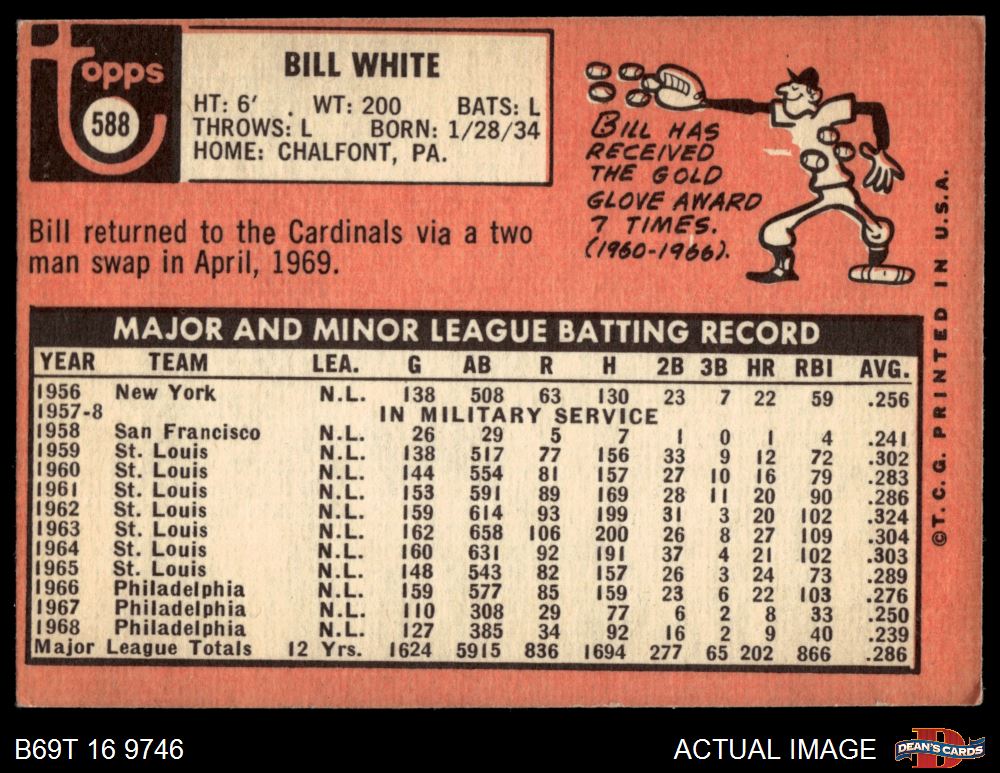 topps
588
BILL WHITE
HT: 6' . WT: 200 BATS: L
THROWS: L BORN: 1/28/34
HOME: CHALFONT, PA.
BILL HAS
RECEIVED
THE GOLD
GLOVE AWARD
7 TIMES.
(1960-1966).
Bill returned to the Cardinals via a two
man swap in April, 1969.
MAJOR AND MINOR LEAGUE BATTING RECORD
YEAR TEAM LEA. G AB R H 2B 3B HR RBI AVG.
1956 New York N.L. 138 508 63 130 23 7 22 59 .256
1957-8 IN MILITARY SERVICE
1958 San Francisco N.L. 26 29 5 7 1 0 1 4 .241
1959 St. Louis N.L. 138 517 77 156 33 9 12 72 .302
1960 St. Louis N.L. 144 554 81 157 27 10 16 79 .283
1961 St. Louis N.L. 153 591 89 169 28 11 20 90 .286
1962 St. Louis N.L. 159 614 93 199 31 3 20 102 .324
1963 St. Louis N.L. 162 658 106 200 26 8 27 109 .304
1964 St. Louis N.L. 160 631 92 191 37 4 21 102 .303
1965 St. Louis N.L. 148 543 82 157 26 3 24 73 .289
1966 Philadelphia N.L. 159 577 85 159 23 6 22 103 .276
1967 Philadelphia N.L. 110 308 29 77 6 2 8 33 .250
1968 Philadelphia N.L. 127 385 34 92 16 2 9 40 .239
Major League Totals 12 Yrs. 1624 5915 836 1694 277 65 202 866 .286
©T.C.G. PRINTED IN U.S.A.
B69T 16 9746
ACTUAL IMAGE
D
DEAN'S CARDS